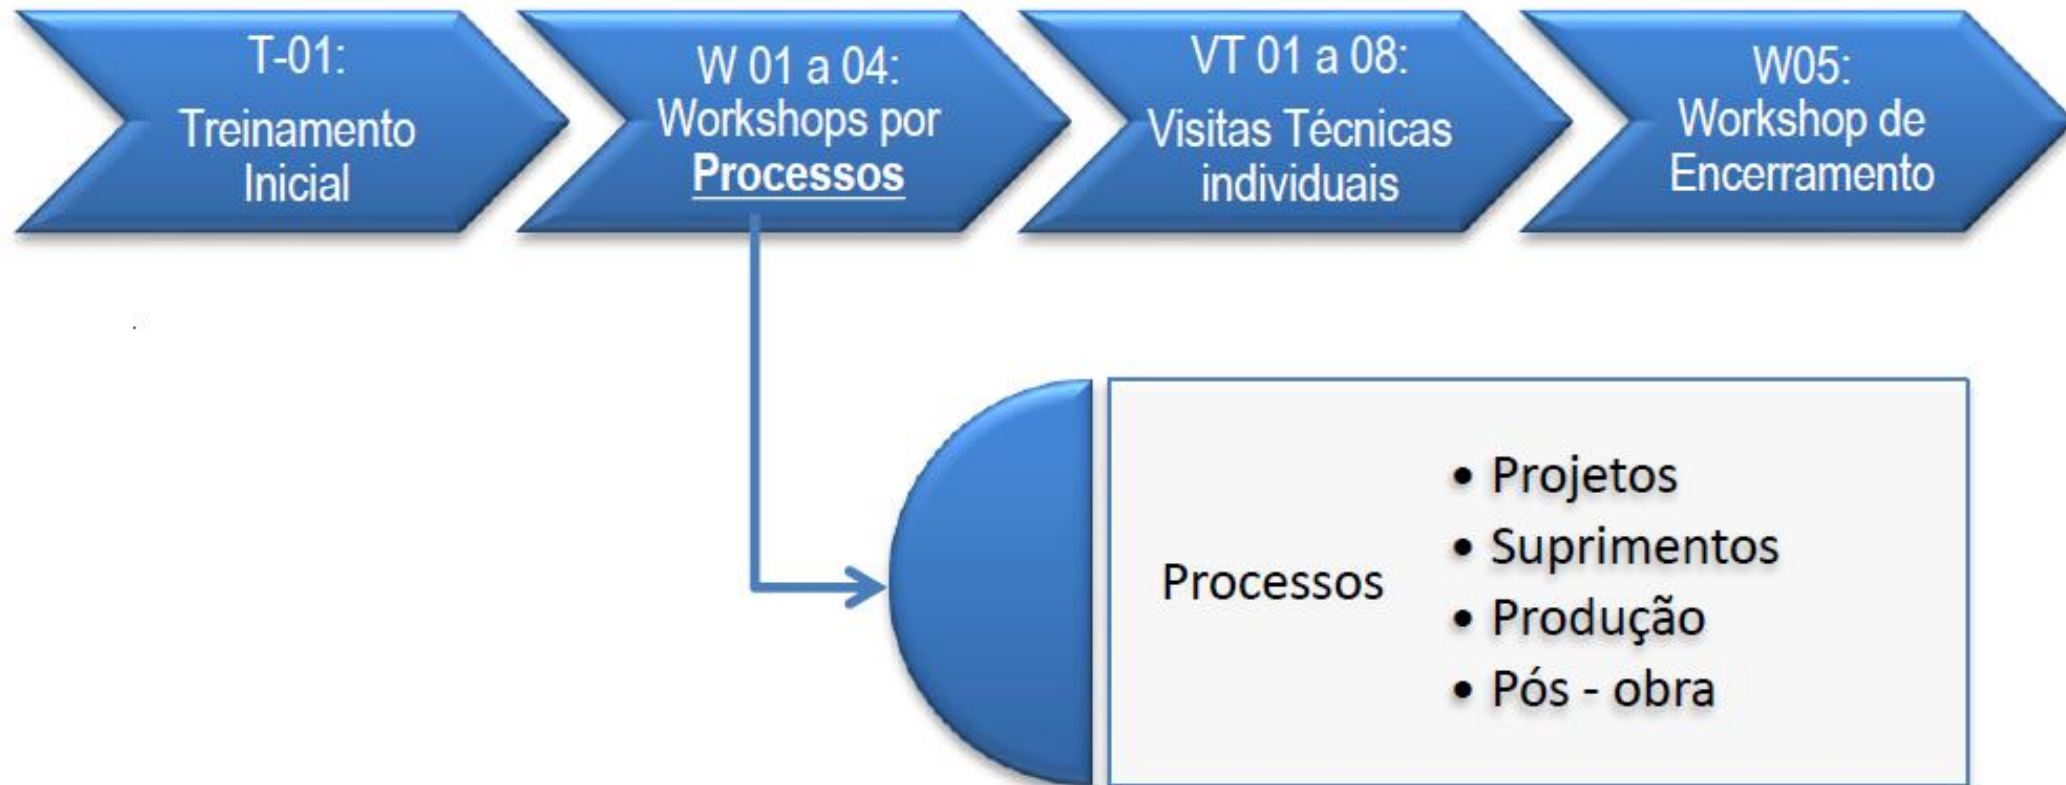 T-01:
Treinamento
Inicial
W 01 a 04:
Workshops por
Processos
VT 01 a 08:
Visitas Técnicas
individuais
W05:
Workshop de
Encerramento
Processos
• Projetos
• Suprimentos
• Produção
• Pós - obra